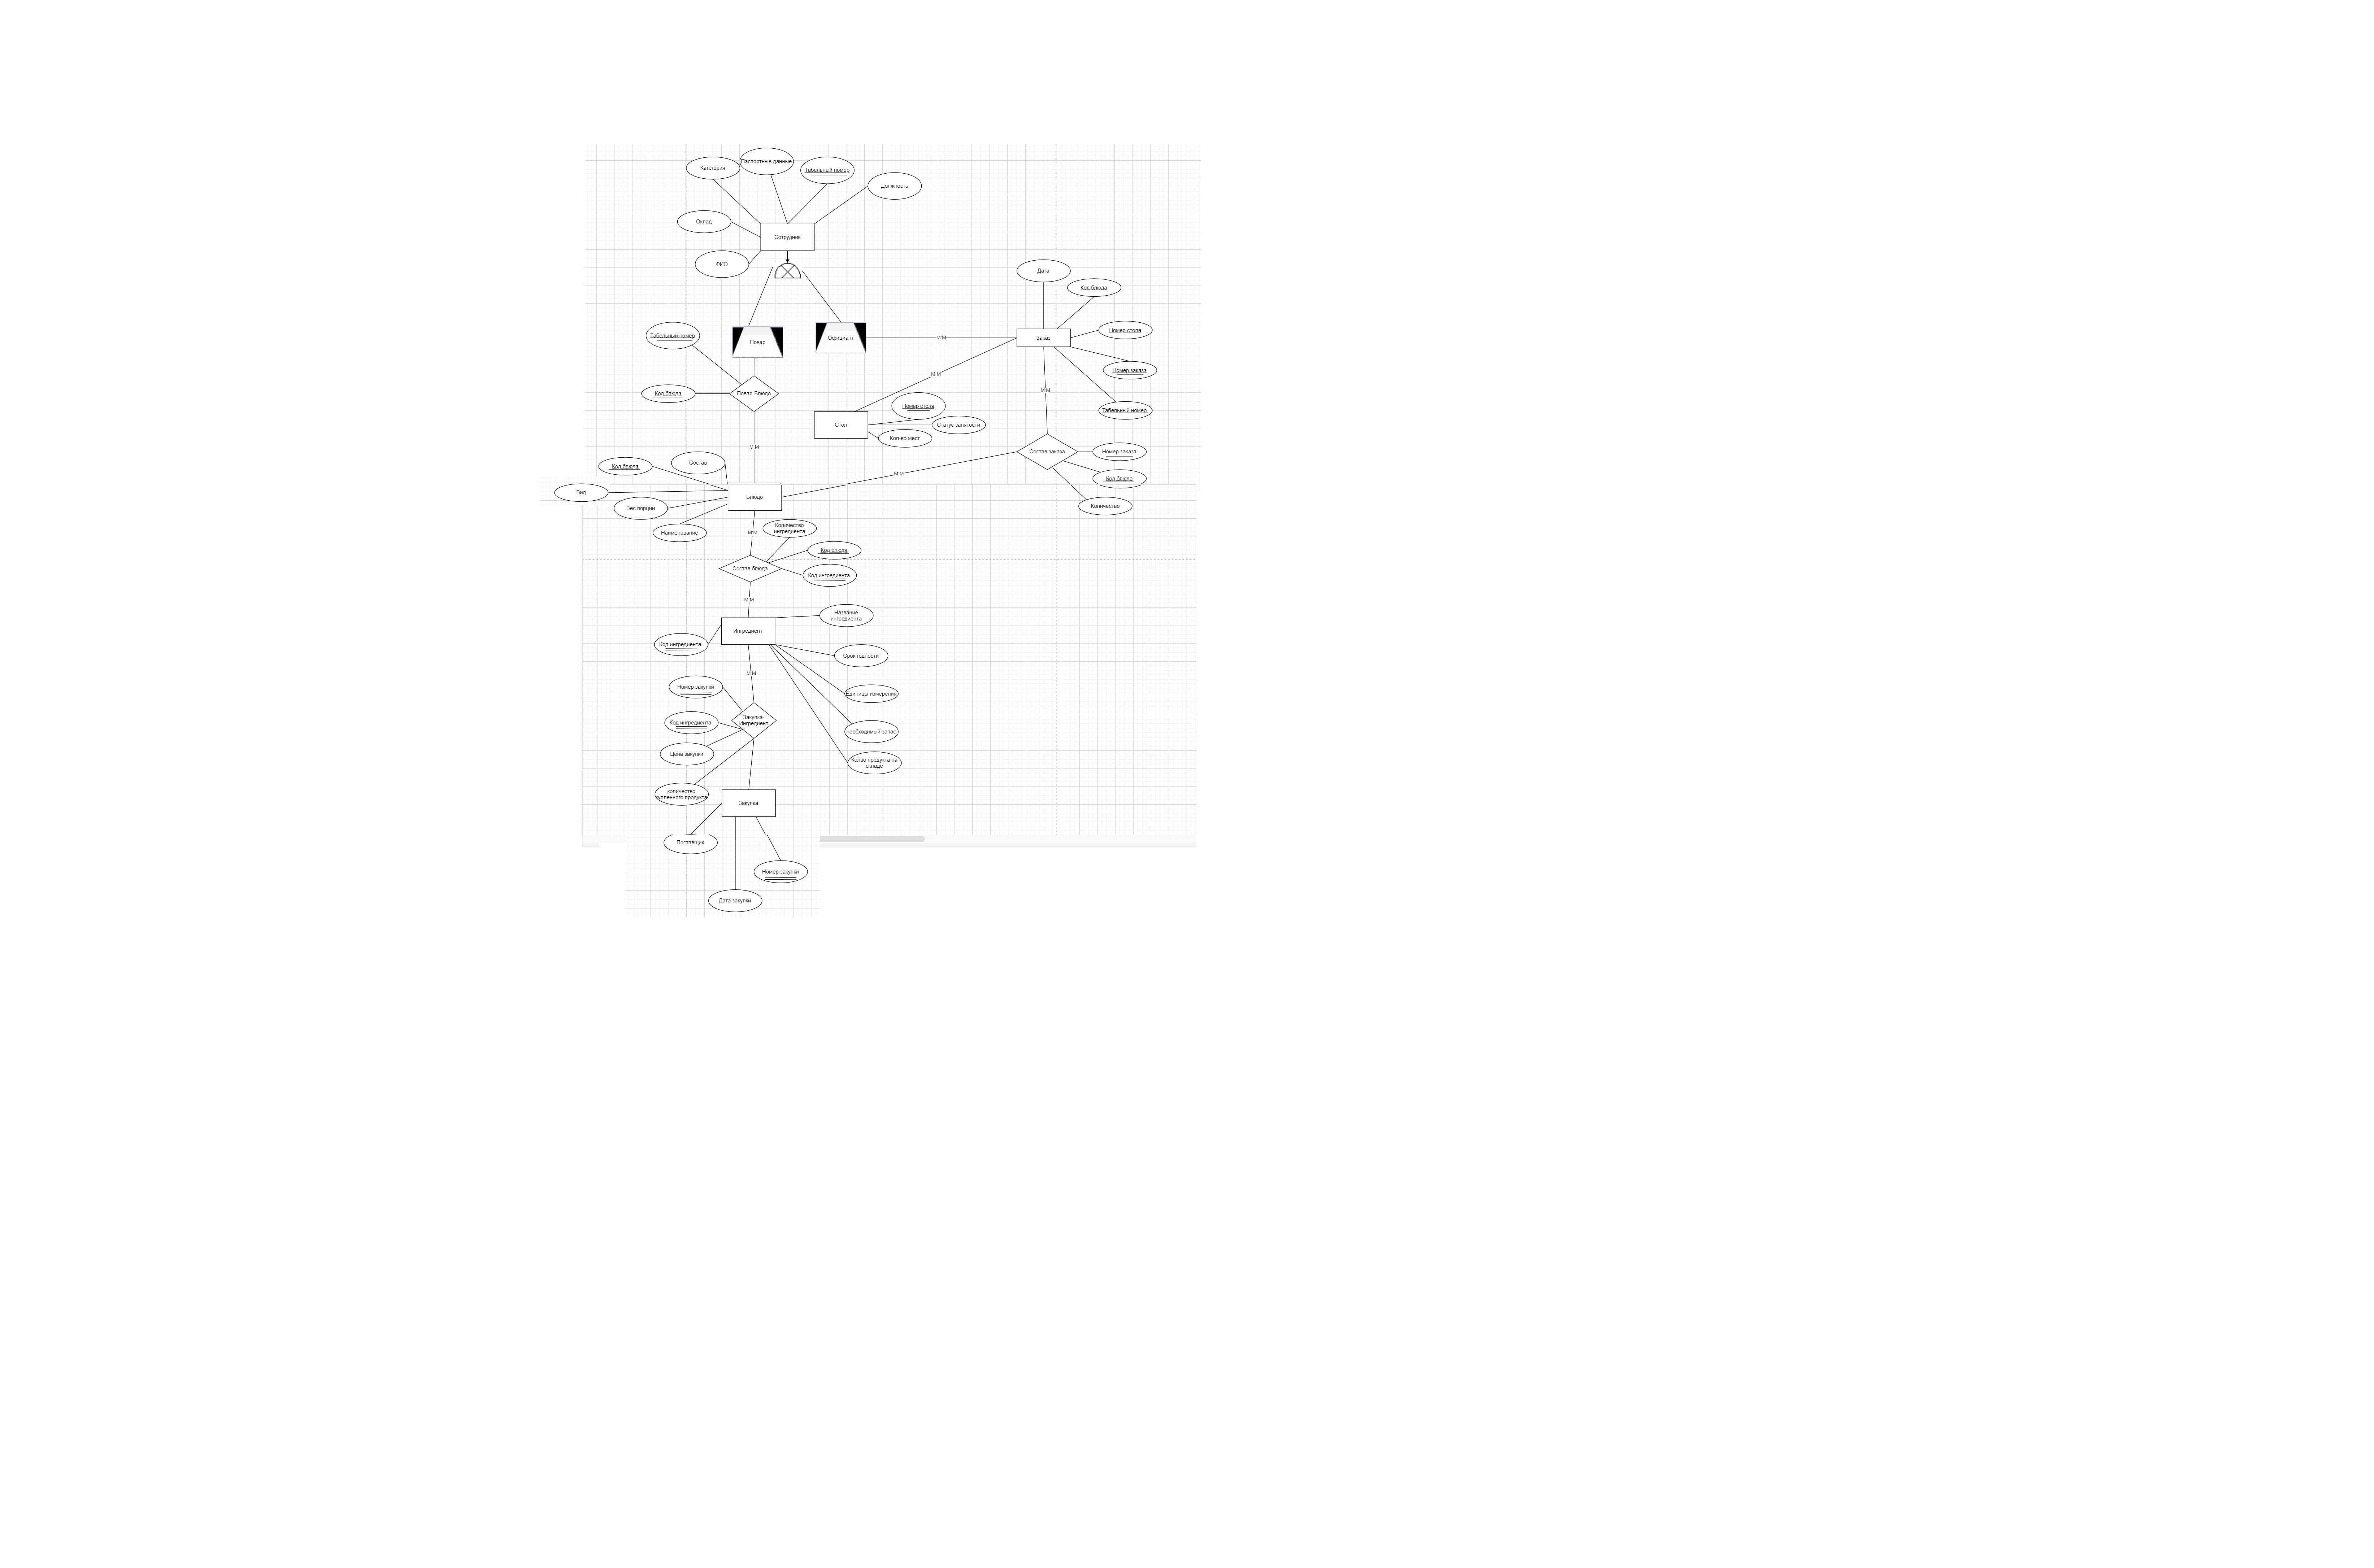 Категория
Паспортные данные
Табельный номер
Должность
Оклад
Сотрудник
ФИО
Дата
Код блюда
Табельный номер
Повар
Официант
М:М
Заказ
Номер стола
Номер заказа
М:М
М:М
Код блюда
Повар-Блюдо
Номер стола
Табельный номер
Стол
Статус занятости
Кол-во мест
М:М
Состав заказа
Номер заказа
Код блюда
Состав
М:М
Код блюда
Вид
Блюдо
Количество
Вес порции
Наименование
М:М
Количество
ингредиента
Код блюда
Состав блюда
Код ингредиента
М:М
Название
ингредиента
Ингредиент
Код ингредиента
Срок годности
М:М
Номер закупки
Единицы измерения
Код ингредиента
Закупка-
Ингредиент
необходимый запас
Цена закупки
Колво продукта на
складе
количество
купленного продукта
Закупка
Поставщик
Номер закупки
Дата закупки